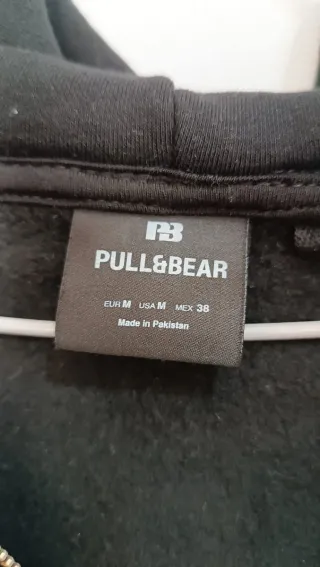 PB
PULL&BEAR
EUR M USA M MEX 38
Made in Pakistan